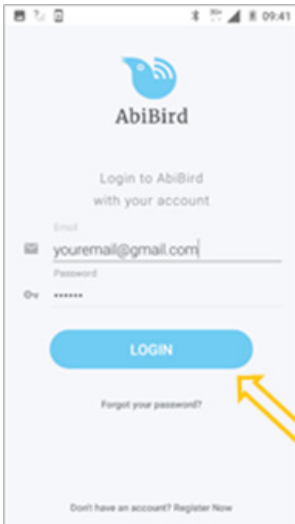 09:41
AbiBird
Login to AbiBird
with your account
Email
youremail@gmail.com
Password
••••••
LOGIN
Forgot your password?
Don't have an account? Register Now